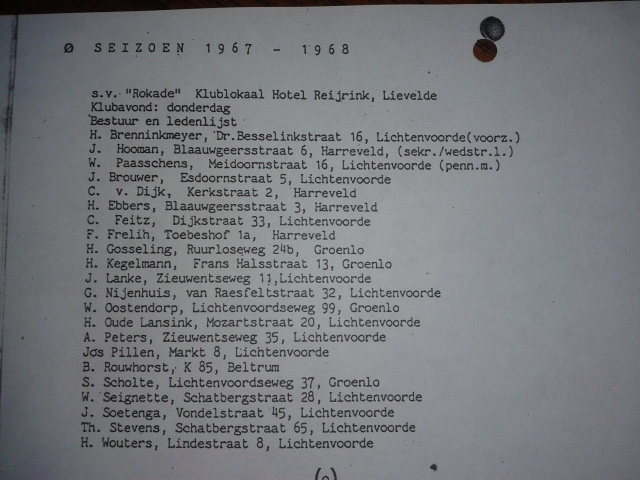 Ø SEIZOEN 1967 - 1968
s.v. "Rokade" Klublokaal Hotel Reijrink, Lievelde
Klubavond: donderdag
Bestuur en ledenlijst
H. Brenninkmeyer, Dr.Besselinkstraat 16, Lichtenvoorde(voorz.)
J. Hooman, Blaauwgeersstraat 6, Harreveld, (sekr./wedstr.l.)
W. Paasschens, Meidoornstraat 16, Lichtenvoorde (penn.m.)
J. Brouwer, Esdoornstraat 5, Lichtenvoorde
C. v. Dijk, Kerkstraat 2, Harreveld
H. Ebbers, Blaauwgeersstraat 3, Harreveld
C. Feitz, Dijkstraat 33, Lichtenvoorde
F. Frelih, Toebeshof 1a, Harreveld
H. Gosseling, Ruurloseweg 24b, Groenlo
H. Kegelmann, Frans Halsstraat 13, Groenlo
J. Lanke, Zieuwentseweg 11,Lichtenvoorde
G. Nijenhuis, van Raesfeltstraat 32, Lichtenvoorde
W. Oostendorp, Lichtenvoordseweg 99, Groenlo
H. Oude Lansink, Mozartstraat 20, Lichtenvoorde
A. Peters, Zieuwentseweg 35, Lichtenvoorde
Jos Pillen, Markt 8, Lichtenvoorde
B. Rouwhorst, K 85, Beltrum
S. Scholte, Lichtenvoordseweg 37, Groenlo
W. Seignette, Schatbergstraat 28, Lichtenvoorde
J. Soetenga, Vondelstraat 45, Lichtenvoorde
Th. Stevens, Schatbergstraat 65, Lichtenvoorde
H. Wouters, Lindestraat 8, Lichtenvoorde